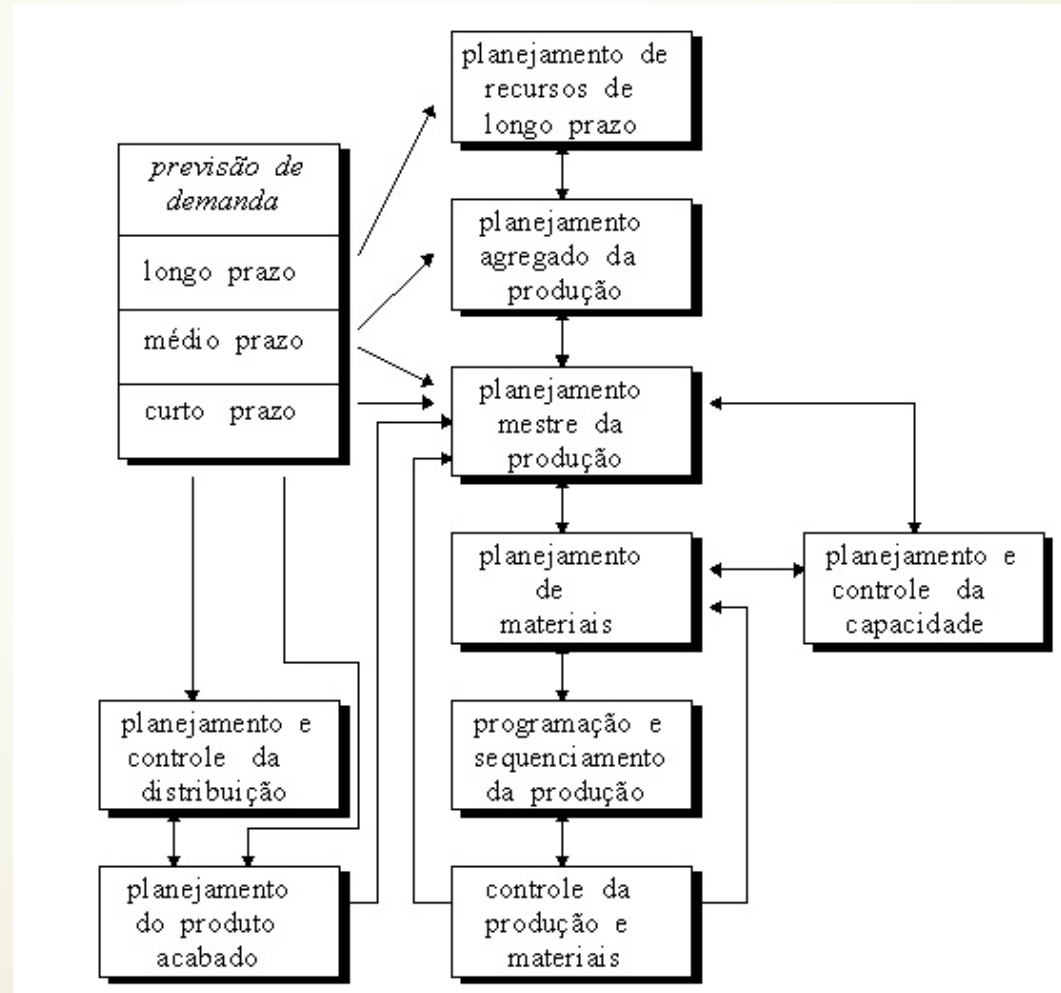 planejamento de
recursos de
longo prazo
previsão de
demanda
longo prazo
médio prazo
curto prazo
planejamento
agregado da
produção
planejamento
mestre da
produção
planejamento
de
materiais
planejamento e
controle da
capacidade
planejamento e
controle da
distribuição
programação e
sequenciamento
da produção
planejamento
do produto
acabado
controle da
produção e
materiais